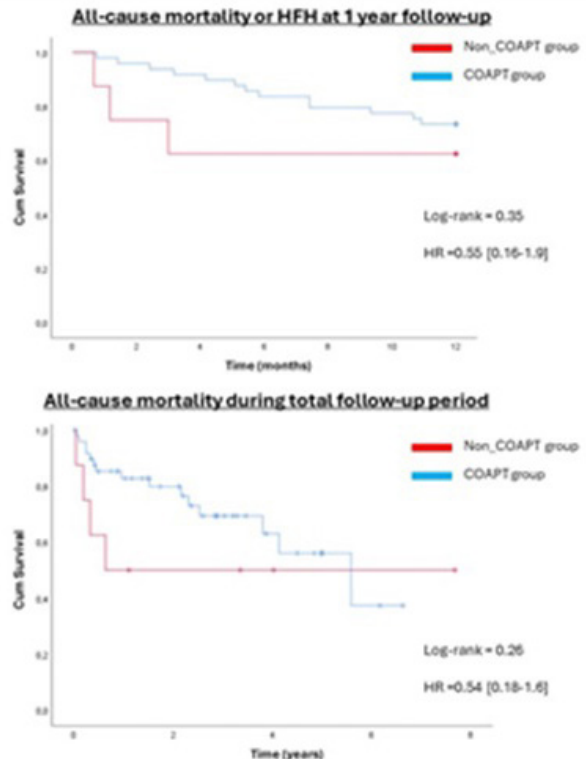 All-cause mortality or HFH at 1 year follow-up
Non_COAPT group
COAPT group
1,0
0,8
0,6
0,4
0,2
0,0
Cum Survival
Log-rank = 0.35
HR =0.55 [0.16-1.9]
0 2 4 6 8 10 12
Time (months)
All-cause mortality during total follow-up period
Non_COAPT group
COAPT group
1,0
0,8
0,6
0,4
0,2
0,0
Cum Survival
Log-rank = 0.26
HR =0.54 [0.18-1.6]
0 2 4 6 8
Time (years)